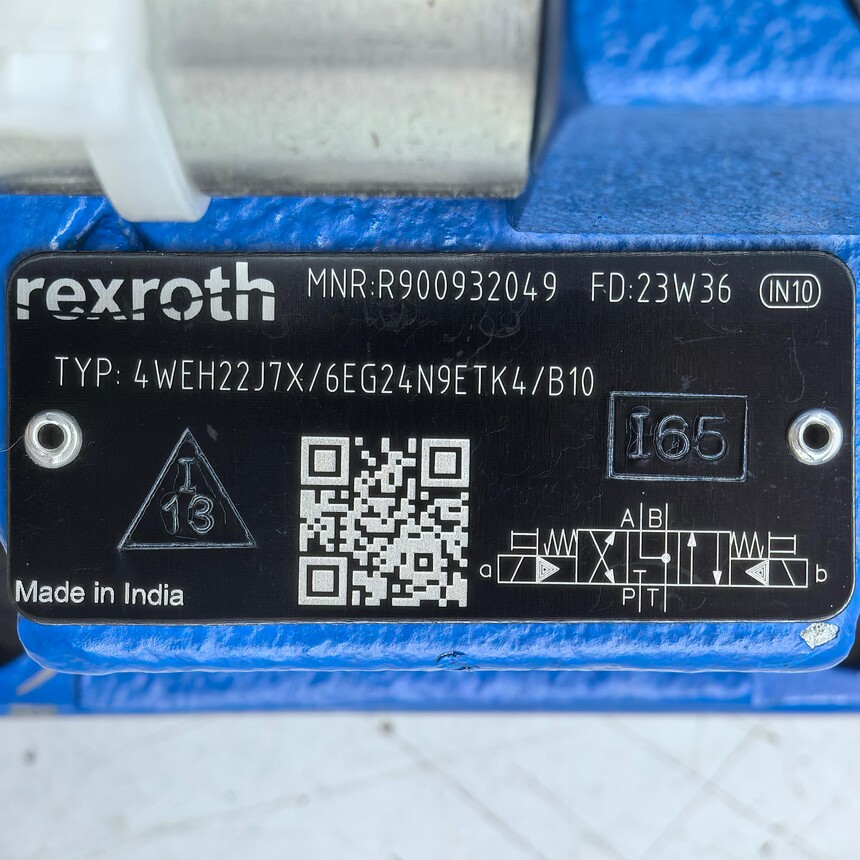 rexroth MNR:R900932049 FD:23W36 IN10
TYP: 4WEH22J7X/6EG24N9ETK4/B10
I65
I
13
A B
a b
P T
Made in India